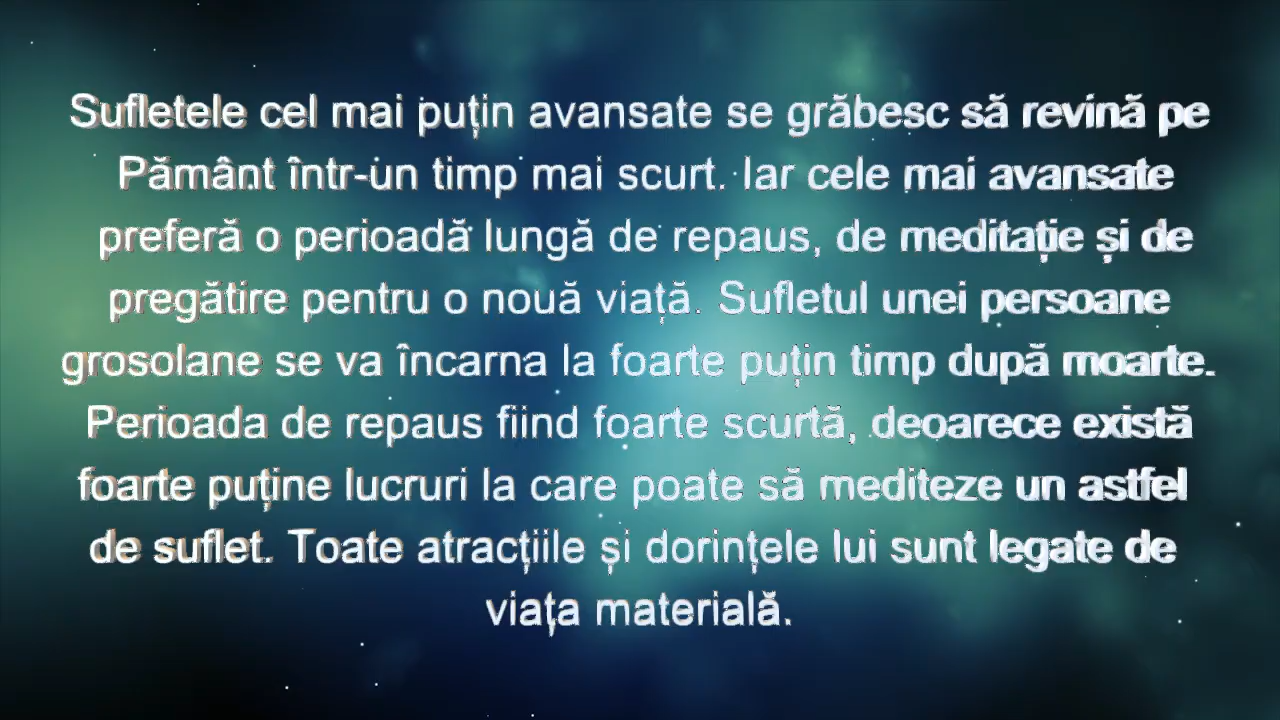 Sufletele cel mai puțin avansate se grăbesc să revină pe
Pământ într-un timp mai scurt. Iar cele mai avansate
preferă o perioadă lungă de repaus, de meditație și de
pregătire pentru o nouă viață. Sufletul unei persoane
grosolane se va încarna la foarte puțin timp după moarte.
Perioada de repaus fiind foarte scurtă, deoarece există
foarte puține lucruri la care poate să mediteze un astfel
de suflet. Toate atracțiile și dorințele lui sunt legate de
viața materială.